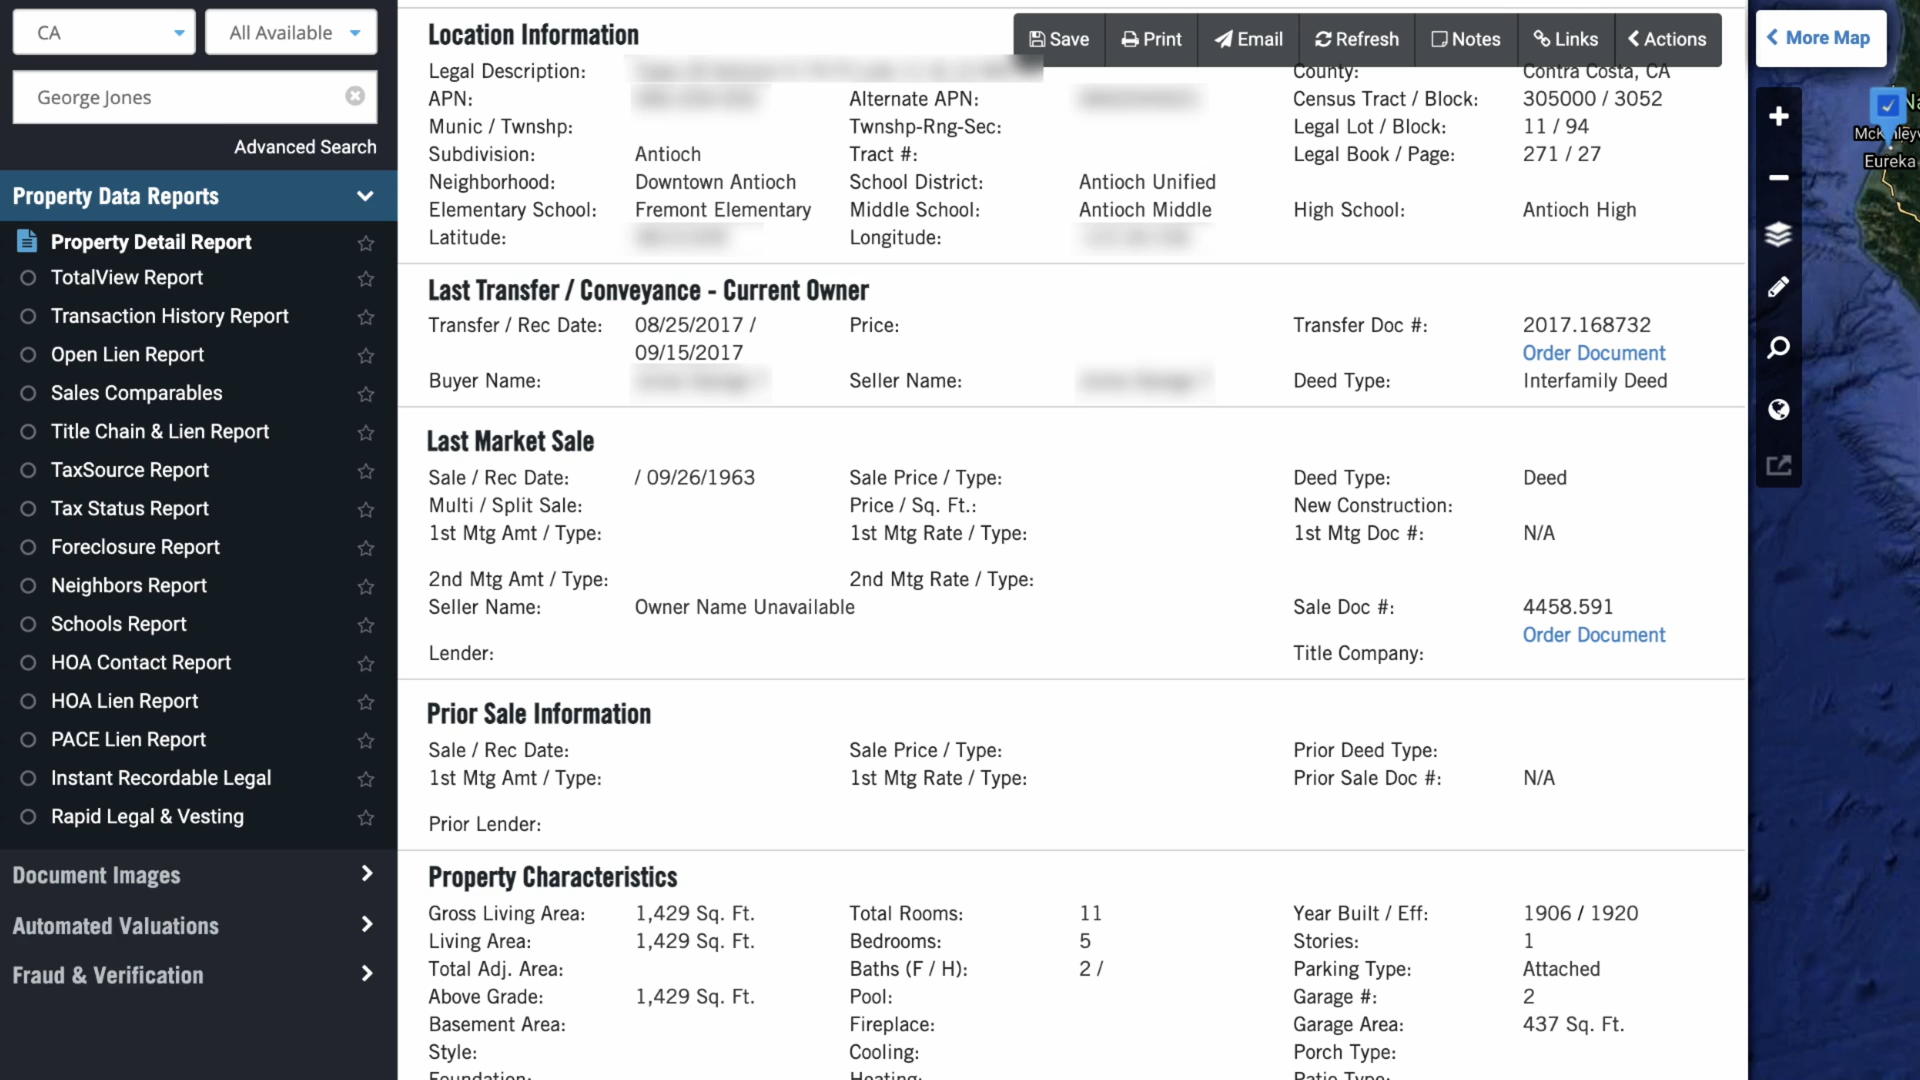 CA
All Available
George Jones
Advanced Search
Property Data Reports
Property Detail Report
TotalView Report
Transaction History Report
Open Lien Report
Sales Comparables
Title Chain & Lien Report
TaxSource Report
Tax Status Report
Foreclosure Report
Neighbors Report
Schools Report
HOA Contact Report
HOA Lien Report
PACE Lien Report
Instant Recordable Legal
Rapid Legal & Vesting
Document Images
Automated Valuations
Fraud & Verification
Save Print Email Refresh Notes Links Actions
Location Information
Legal Description: County: Contra Costa, CA
APN: Alternate APN: Census Tract / Block: 305000 / 3052
Munic / Twnshp: Twnshp-Rng-Sec: Legal Lot / Block: 11 / 94
Subdivision: Antioch Tract #: Legal Book / Page: 271 / 27
Neighborhood: Downtown Antioch School District: Antioch Unified
Elementary School: Fremont Elementary Middle School: Antioch Middle High School: Antioch High
Latitude: Longitude:
Last Transfer / Conveyance - Current Owner
Transfer / Rec Date: 08/25/2017 / Price: Transfer Doc #: 2017.168732
09/15/2017 Order Document
Buyer Name: Seller Name: Deed Type: Interfamily Deed
Last Market Sale
Sale / Rec Date: / 09/26/1963 Sale Price / Type: Deed Type: Deed
Multi / Split Sale: Price / Sq. Ft.: New Construction:
1st Mtg Amt / Type: 1st Mtg Rate / Type: 1st Mtg Doc #: N/A
2nd Mtg Amt / Type: 2nd Mtg Rate / Type:
Seller Name: Owner Name Unavailable Sale Doc #: 4458.591
Order Document
Lender: Title Company:
Prior Sale Information
Sale / Rec Date: Sale Price / Type: Prior Deed Type:
1st Mtg Amt / Type: 1st Mtg Rate / Type: Prior Sale Doc #: N/A
Prior Lender:
Property Characteristics
Gross Living Area: 1,429 Sq. Ft. Total Rooms: 11 Year Built / Eff: 1906 / 1920
Living Area: 1,429 Sq. Ft. Bedrooms: 5 Stories: 1
Total Adj. Area: Baths (F / H): 2 / Parking Type: Attached
Above Grade: 1,429 Sq. Ft. Pool: Garage #: 2
Basement Area: Fireplace: Garage Area: 437 Sq. Ft.
Style: Cooling: Porch Type:
Foundation: Heating: Patio Type:
More Map
Eureka